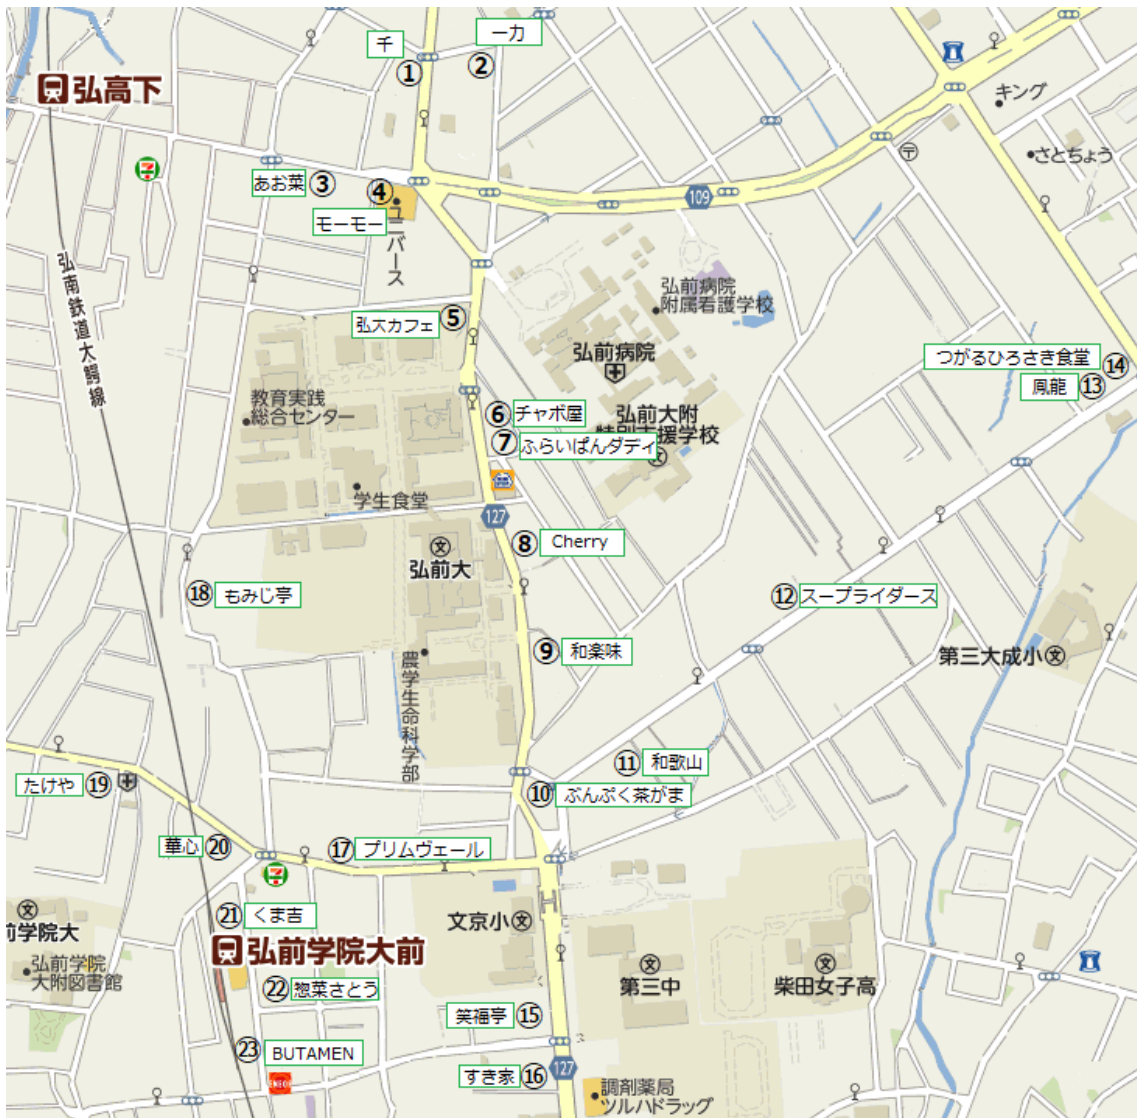 千
①
一力
②
弘高下
キング
さとちょう
〒
あお菜
③
④
モーモー
ユニバース
109
弘南鉄道大鰐線
弘前病院
附属看護学校
弘大カフェ
⑤
弘前病院
つがるひろさき食堂
⑭
鳳龍
⑬
教育実践
総合センター
⑥
チャボ屋
弘前大附
特別支援学校
文
⑦
ふらいぱんダディ
学生食堂
127
⑧
Cherry
文
弘前大
⑱
もみじ亭
⑫
スープライダース
⑨
和楽味
第三大成小
文
農学生命科学部
⑪
和歌山
たけや
⑲
⑩
ぶんぷく茶がま
華心
⑳
⑰
プリムヴェール
7
㉑
くま吉
文
前学院大
文京小
文
弘前学院大前
弘前学院
大附図書館
文
第三中
文
柴田女子高
㉒
惣菜さとう
笑福亭
⑮
㉓
BUTAMEN
すき家
⑯
127
調剤薬局
ツルハドラッグ